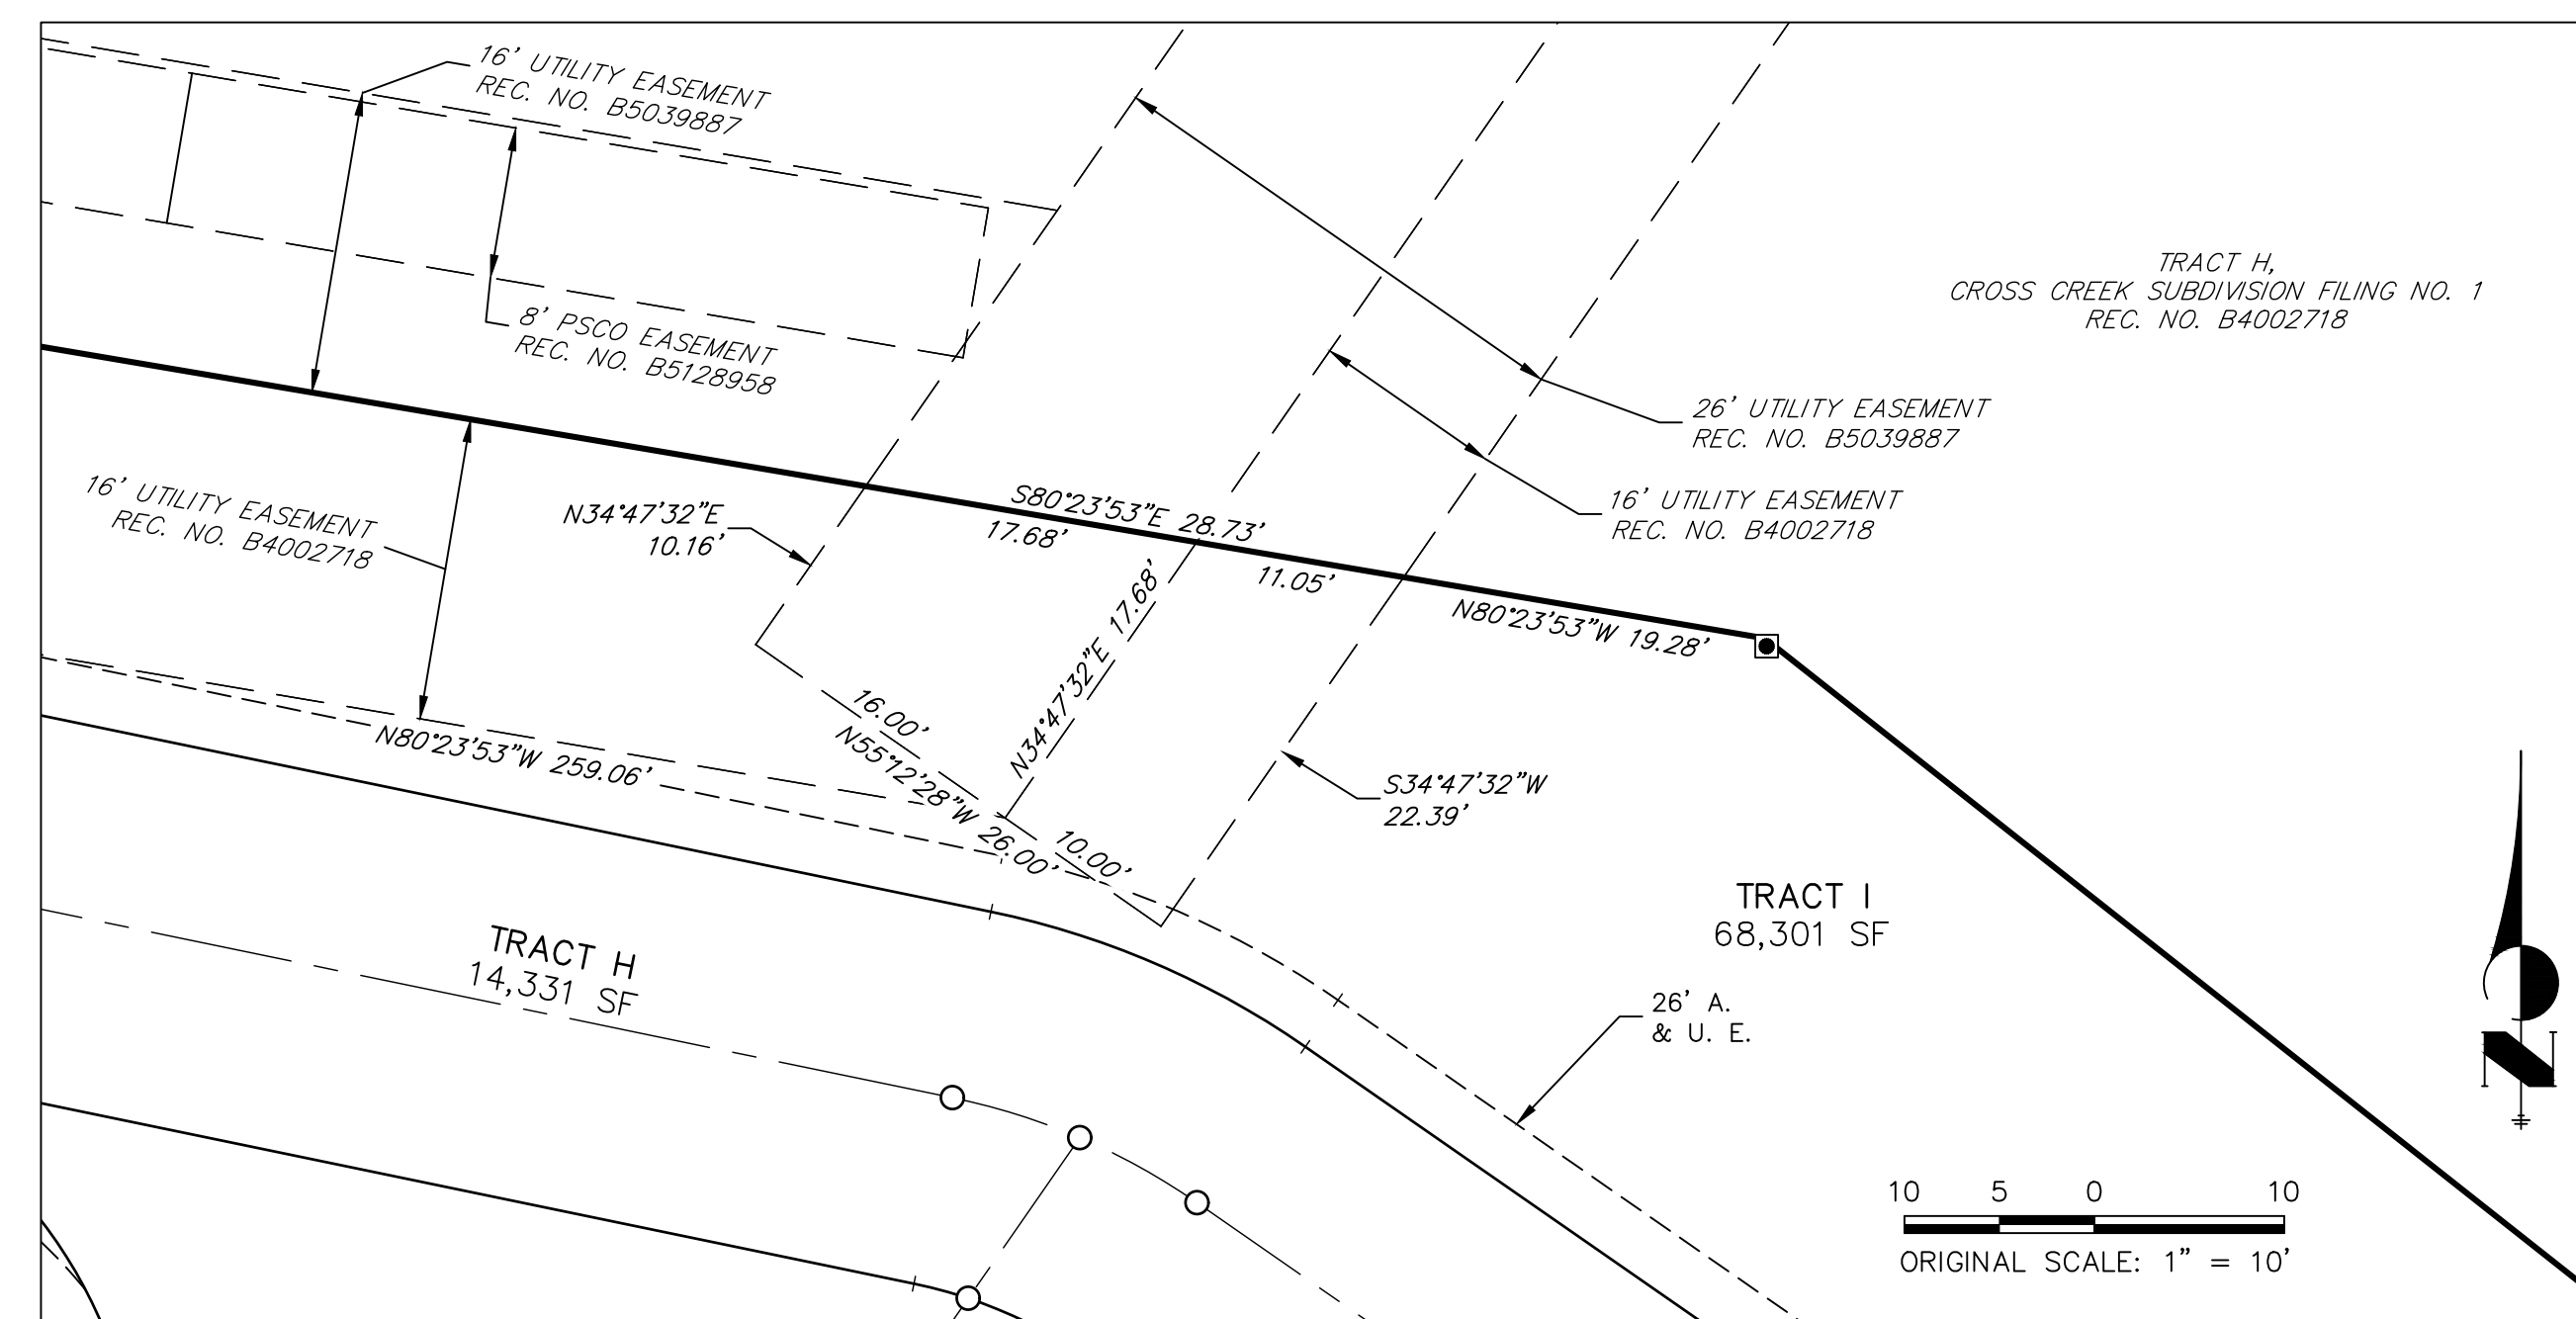 16' UTILITY EASEMENT
REC. NO. B5039887
8' PSCO EASEMENT
REC. NO. B5128958
TRACT H,
CROSS CREEK SUBDIVISION FILING NO. 1
REC. NO. B4002718
26' UTILITY EASEMENT
REC. NO. B5039887
16' UTILITY EASEMENT
REC. NO. B4002718
16' UTILITY EASEMENT
REC. NO. B4002718
N34°47'32"E
10.16'
S80°23'53"E 28.73'
17.68'
11.05'
N80°23'53"W 19.28'
N34°47'32"E 17.68'
16.00'
N55°12'28"W 26.00'
10.00'
N80°23'53"W 259.06'
S34°47'32"W
22.39'
TRACT I
68,301 SF
TRACT H
14,331 SF
26' A.
& U. E.
N
10 5 0 10
ORIGINAL SCALE: 1" = 10'